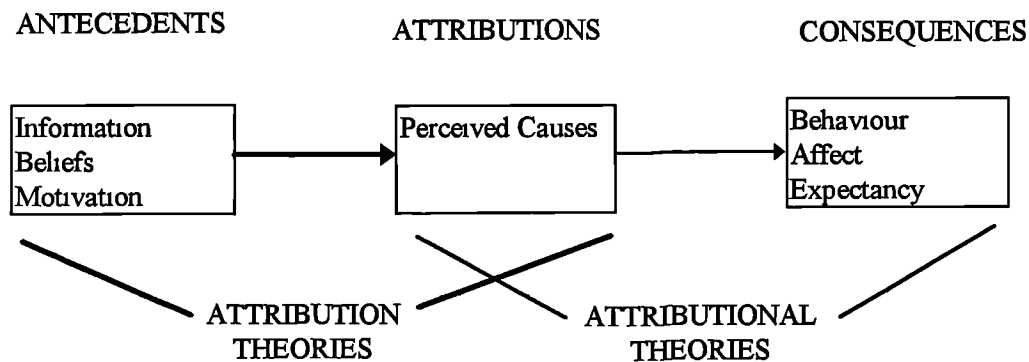 ANTECEDENTS
ATTRIBUTIONS
CONSEQUENCES
Information
Beliefs
Motivation
Perceived Causes
Behaviour
Affect
Expectancy
ATTRIBUTION
THEORIES
ATTRIBUTIONAL
THEORIES